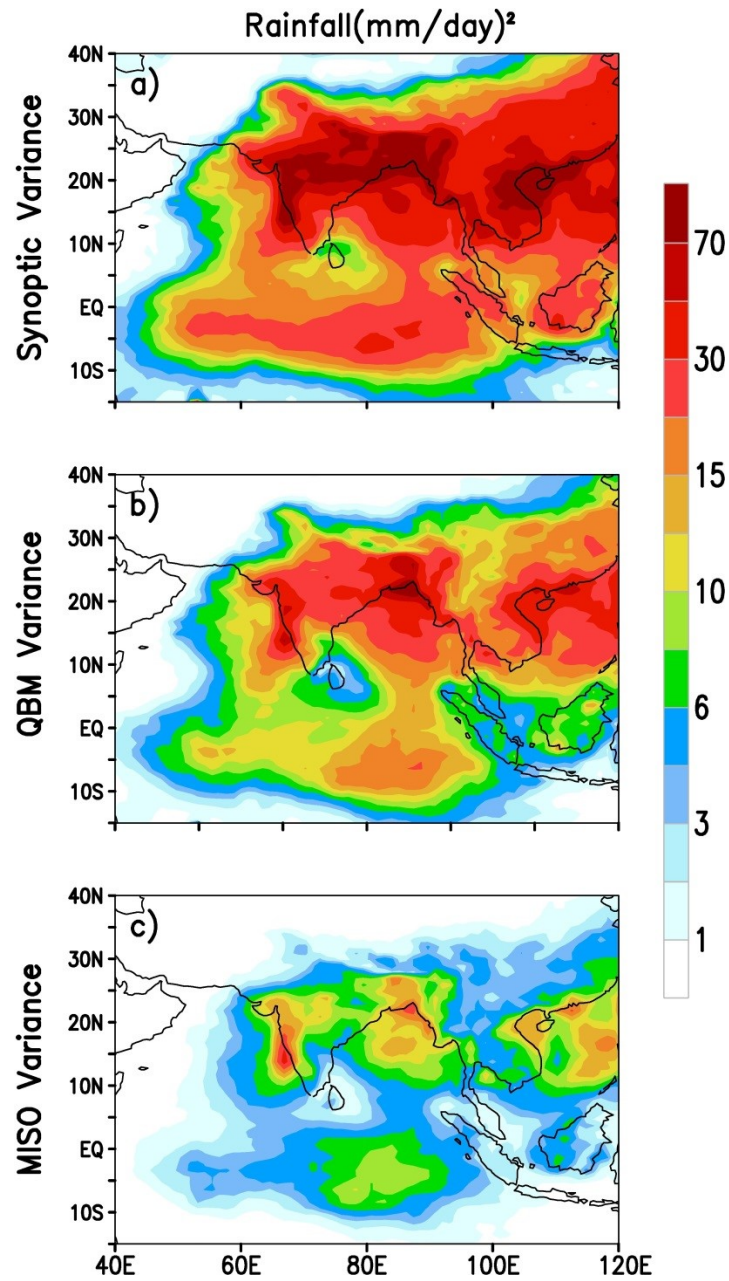 Rainfall(mm/day)²
a)
Synoptic Variance
40N
30N
20N
10N
EQ
10S
b)
QBM Variance
40N
30N
20N
10N
EQ
10S
c)
MISO Variance
40N
30N
20N
10N
EQ
10S
40E 60E 80E 100E 120E
70
30
15
10
6
3
1